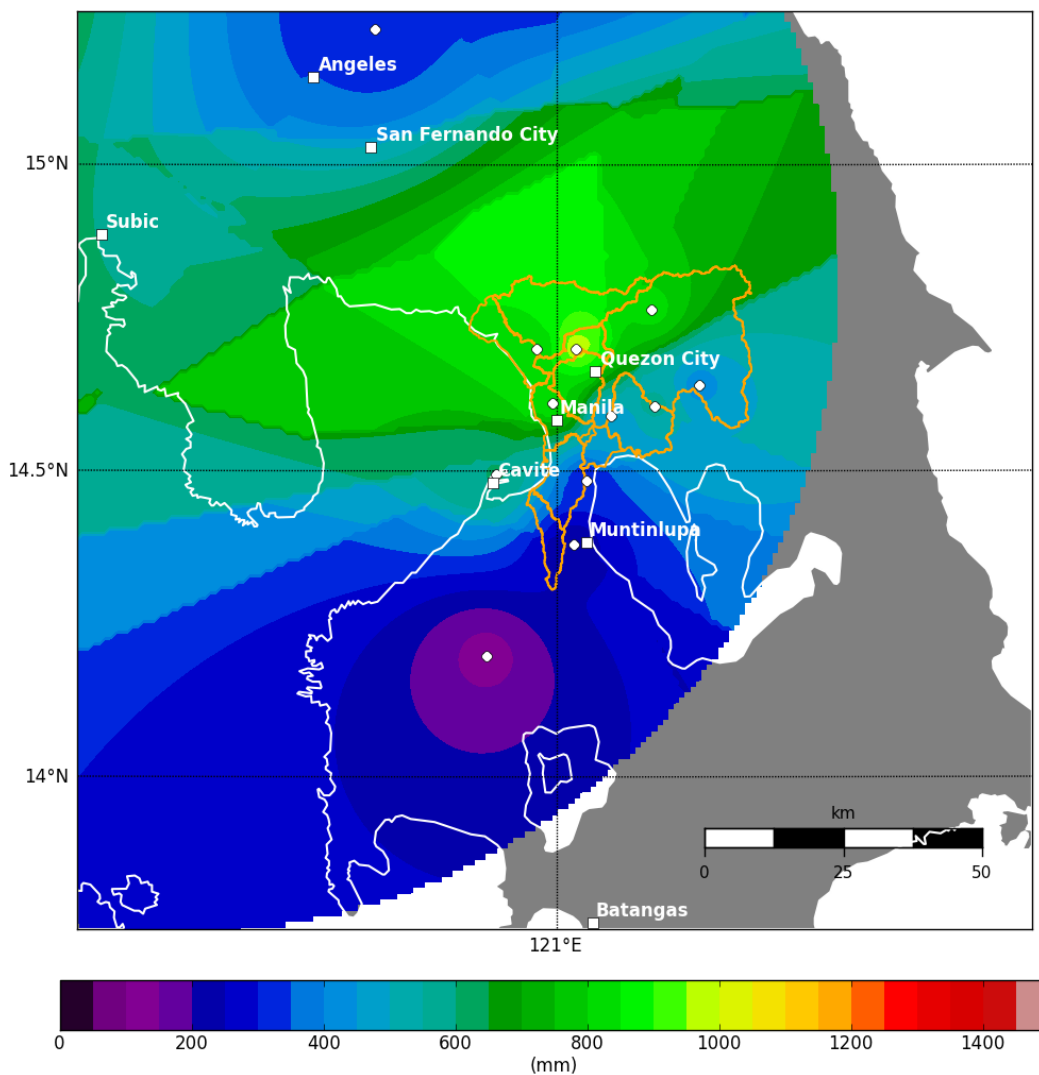 Angeles
San Fernando City
15°N
Subic
Quezon City
Manila
14.5°N
Cavite
Muntinlupa
14°N
km
0 25 50
Batangas
121°E
0 200 400 600 800 1000 1200 1400
(mm)